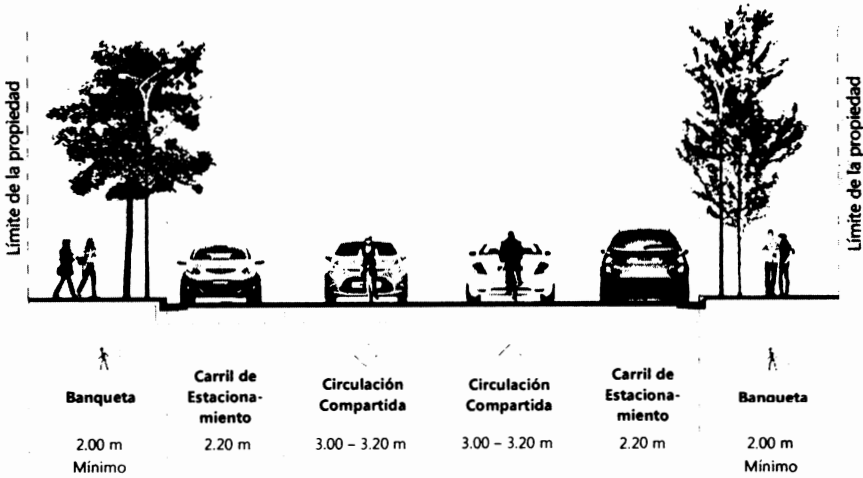 Límite de la propiedad
Límite de la propiedad
Banqueta
2.00 m
Mínimo
Carril de
Estaciona-
miento
2.20 m
Circulación
Compartida
3.00 – 3.20 m
Circulación
Compartida
3.00 – 3.20 m
Carril de
Estaciona-
miento
2.20 m
Banqueta
2.00 m
Mínimo